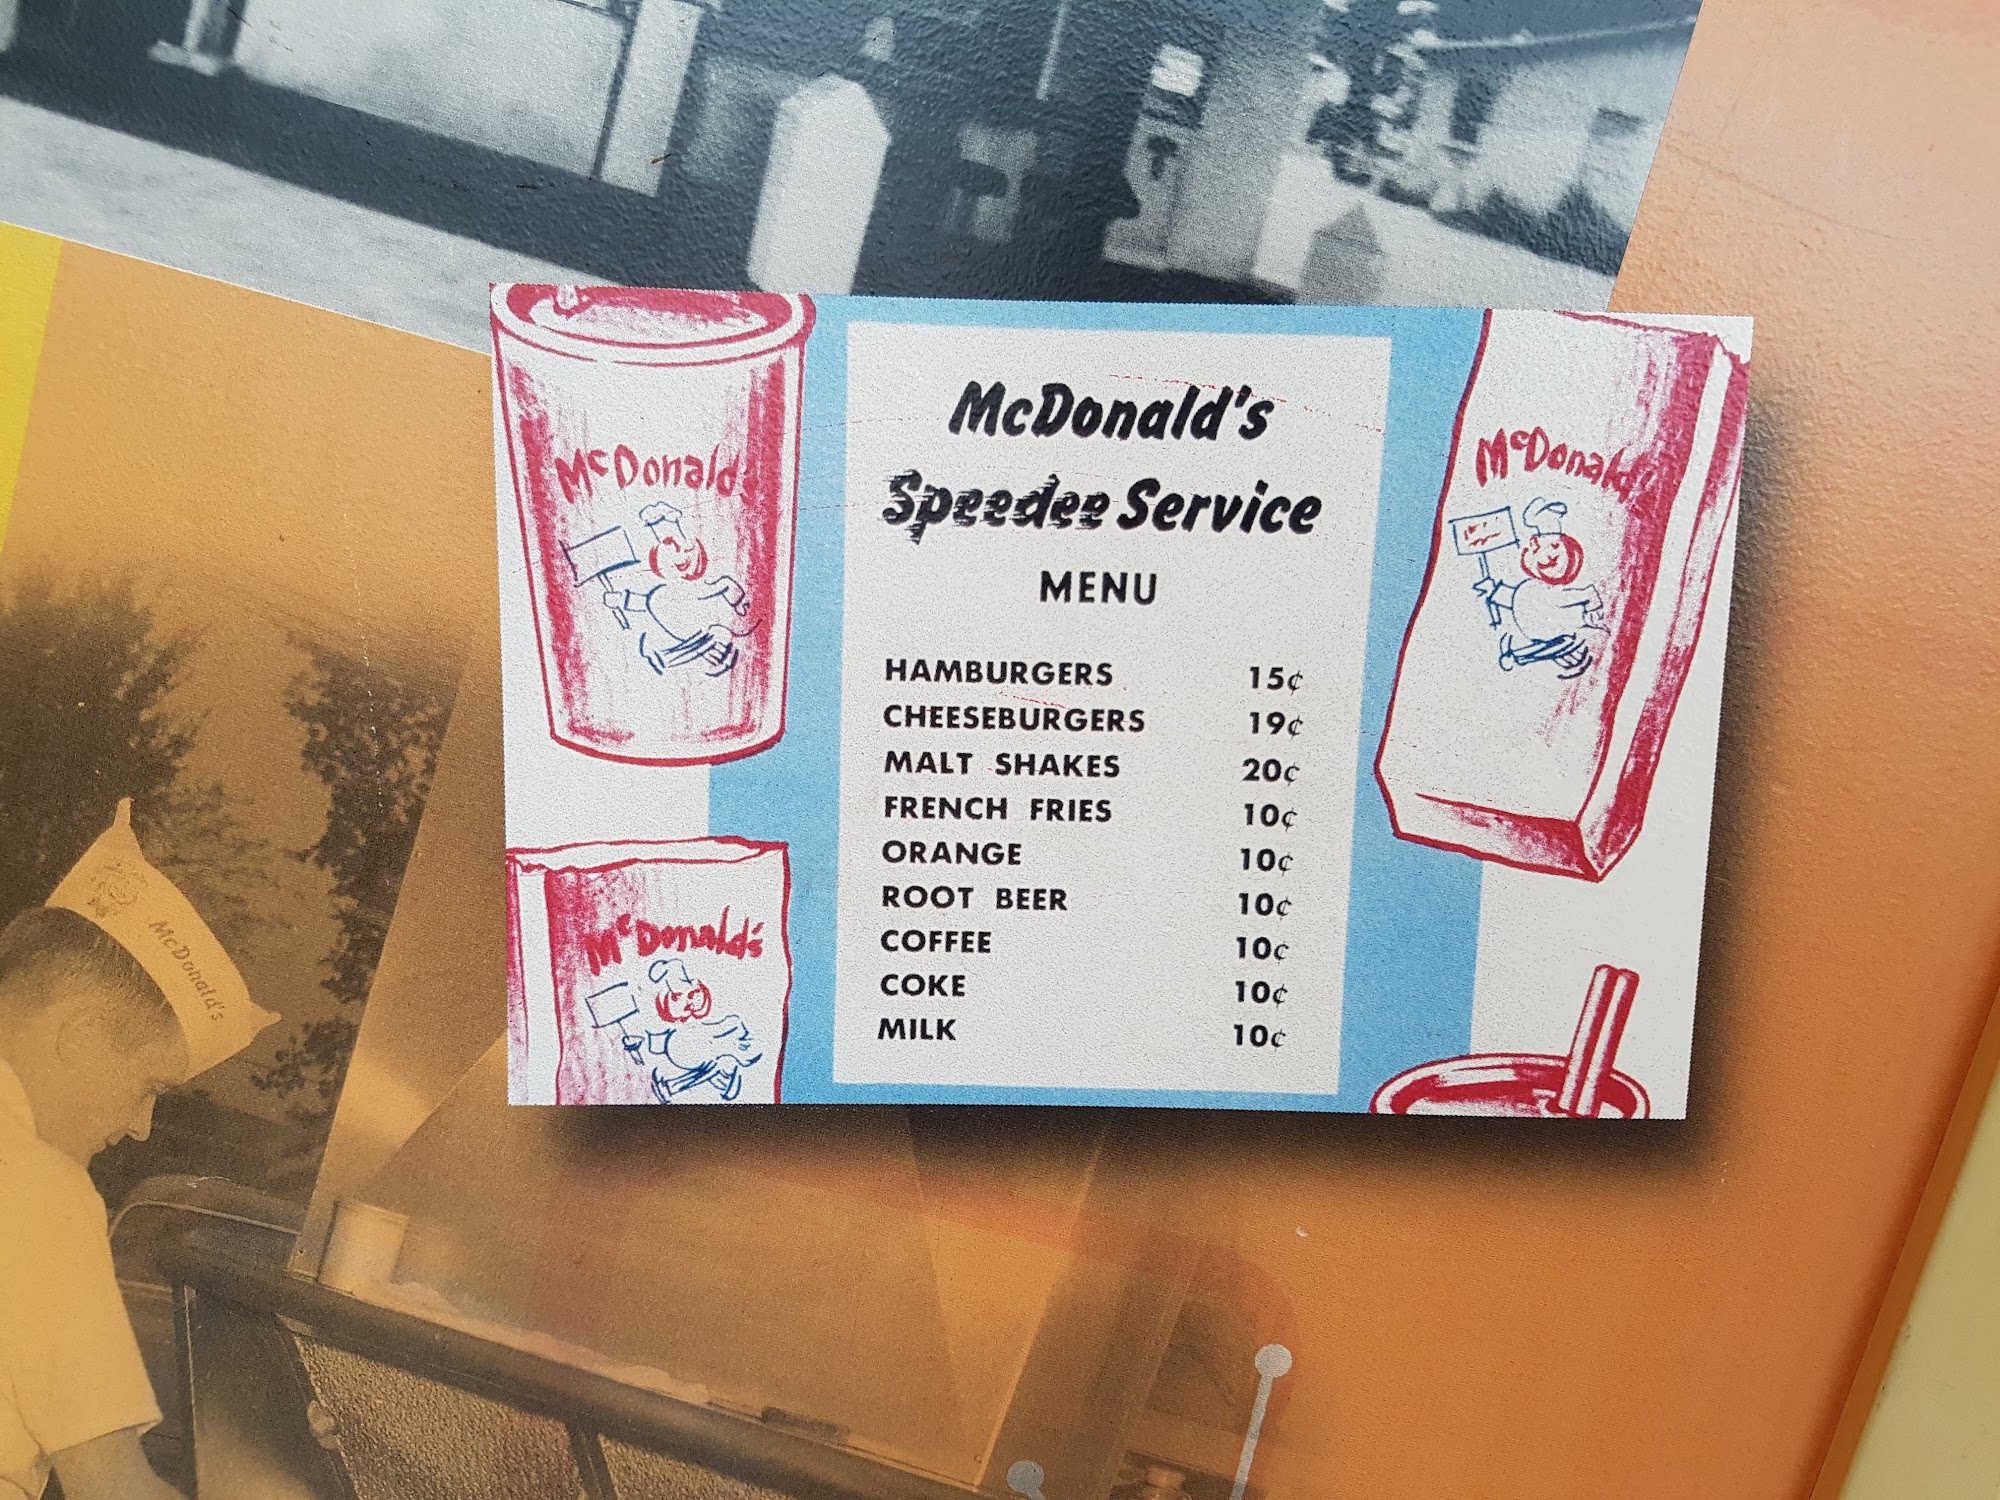 McDonald's
Speedee Service
MENU
HAMBURGERS 15¢
CHEESEBURGERS 19¢
MALT SHAKES 20¢
FRENCH FRIES 10¢
ORANGE 10¢
ROOT BEER 10¢
COFFEE 10¢
COKE 10¢
MILK 10¢
McDonald's
McDonald's
McDonald's
McDonald's